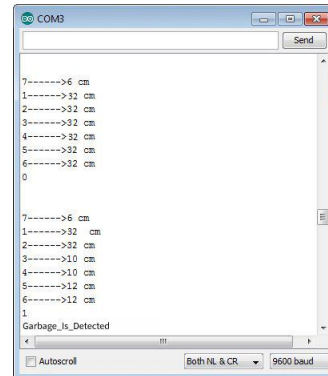 COM3
Send
7------>6 cm
1------>32 cm
2------>32 cm
3------>32 cm
4------>32 cm
5------>32 cm
6------>32 cm
0
7------>6 cm
1------>32 cm
2------>32 cm
3------>10 cm
4------>10 cm
5------>12 cm
6------>12 cm
1
Garbage_Is_Detected
Autoscroll Both NL & CR 9600 baud